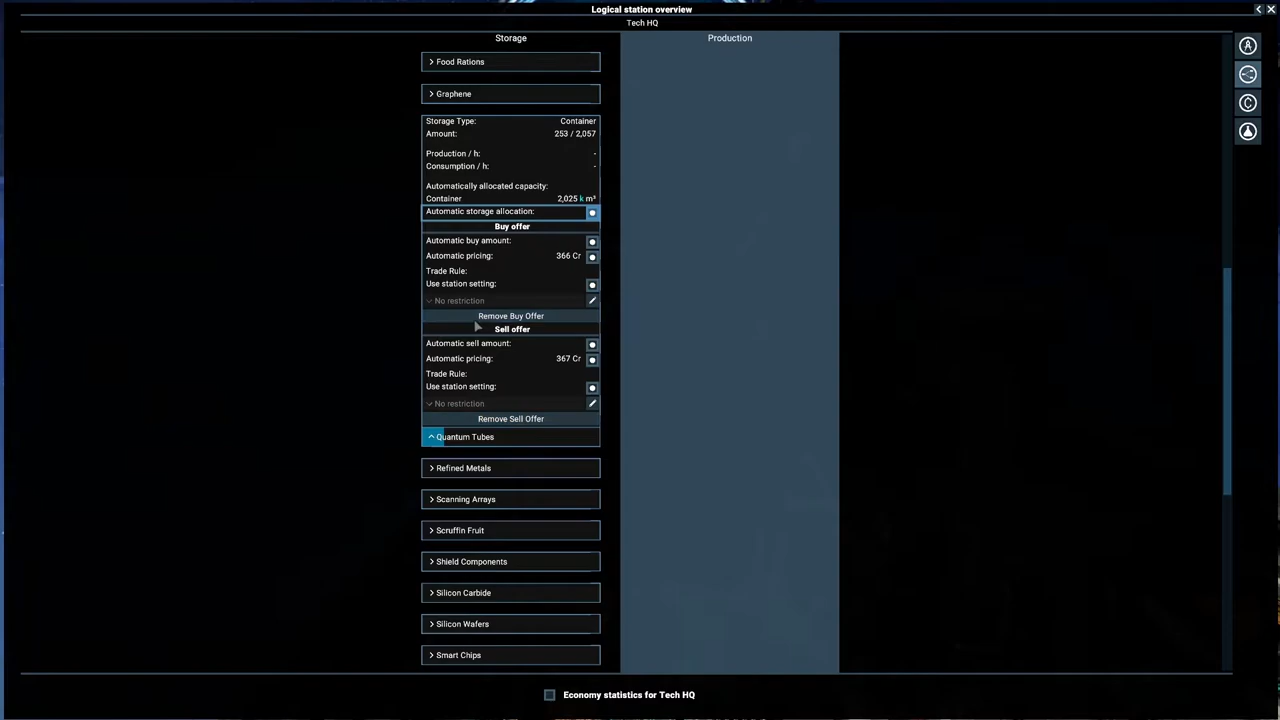 Logical station overview
Tech HQ
Storage Production
Food Rations
Graphene
Storage Type: Container
Amount: 253 / 2,057
Production / h: -
Consumption / h: -
Automatically allocated capacity:
Container 2,025 k m³
Automatic storage allocation:
Buy offer
Automatic buy amount:
Automatic pricing: 366 Cr
Trade Rule:
Use station setting:
No restriction
Remove Buy Offer
Sell offer
Automatic sell amount:
Automatic pricing: 367 Cr
Trade Rule:
Use station setting:
No restriction
Remove Sell Offer
Quantum Tubes
Refined Metals
Scanning Arrays
Scruffin Fruit
Shield Components
Silicon Carbide
Silicon Wafers
Smart Chips
Economy statistics for Tech HQ